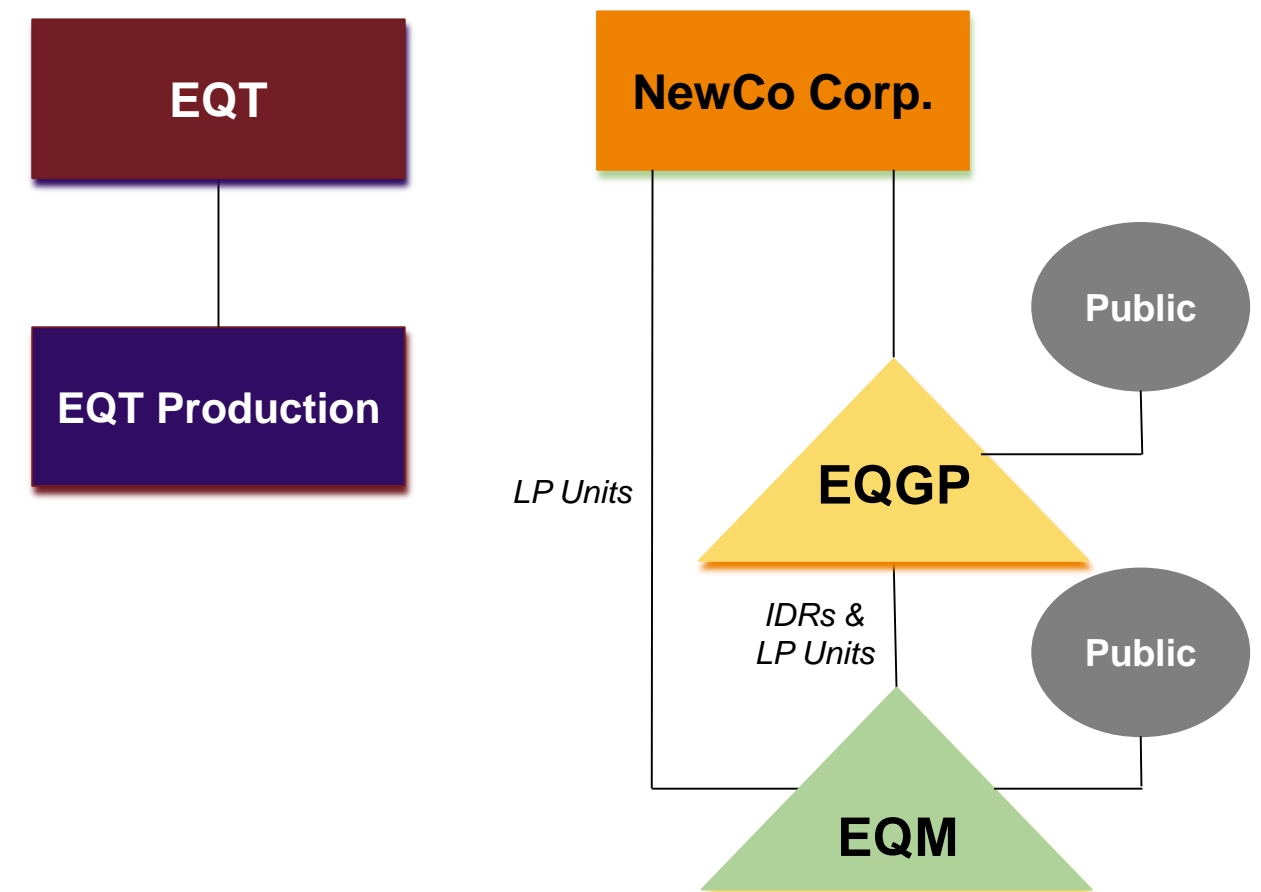 EQT
NewCo Corp.
Public
EQT Production
EQGP
LP Units
IDRs &
LP Units
Public
EQM